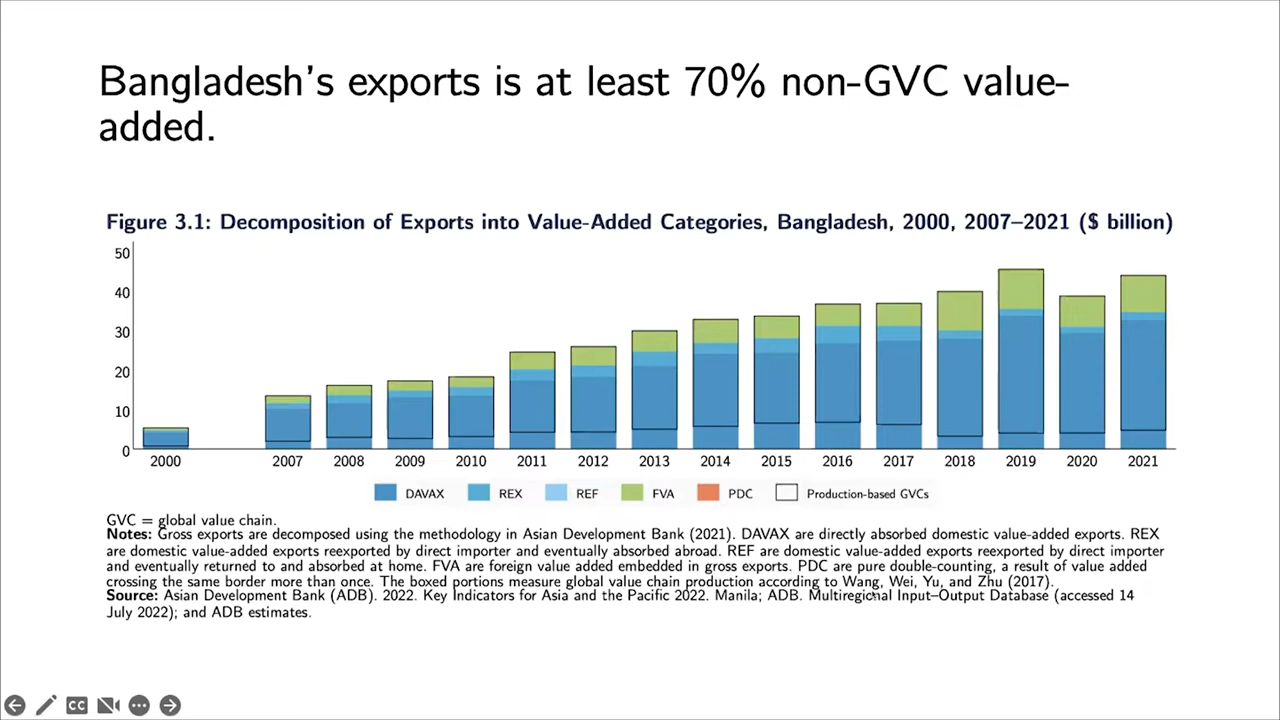 Bangladesh's exports is at least 70% non-GVC value-
added.
Figure 3.1: Decomposition of Exports into Value-Added Categories, Bangladesh, 2000, 2007–2021 ($ billion)
50
40
30
20
10
0
2000 2007 2008 2009 2010 2011 2012 2013 2014 2015 2016 2017 2018 2019 2020 2021
DAVAX REX REF FVA PDC Production-based GVCs
GVC = global value chain.
Notes: Gross exports are decomposed using the methodology in Asian Development Bank (2021). DAVAX are directly absorbed domestic value-added exports. REX
are domestic value-added exports reexported by direct importer and eventually absorbed abroad. REF are domestic value-added exports reexported by direct importer
and eventually returned to and absorbed at home. FVA are foreign value added embedded in gross exports. PDC are pure double-counting, a result of value added
crossing the same border more than once. The boxed portions measure global value chain production according to Wang, Wei, Yu, and Zhu (2017).
Source: Asian Development Bank (ADB). 2022. Key Indicators for Asia and the Pacific 2022. Manila; ADB. Multiregional Input–Output Database (accessed 14
July 2022); and ADB estimates.
CC